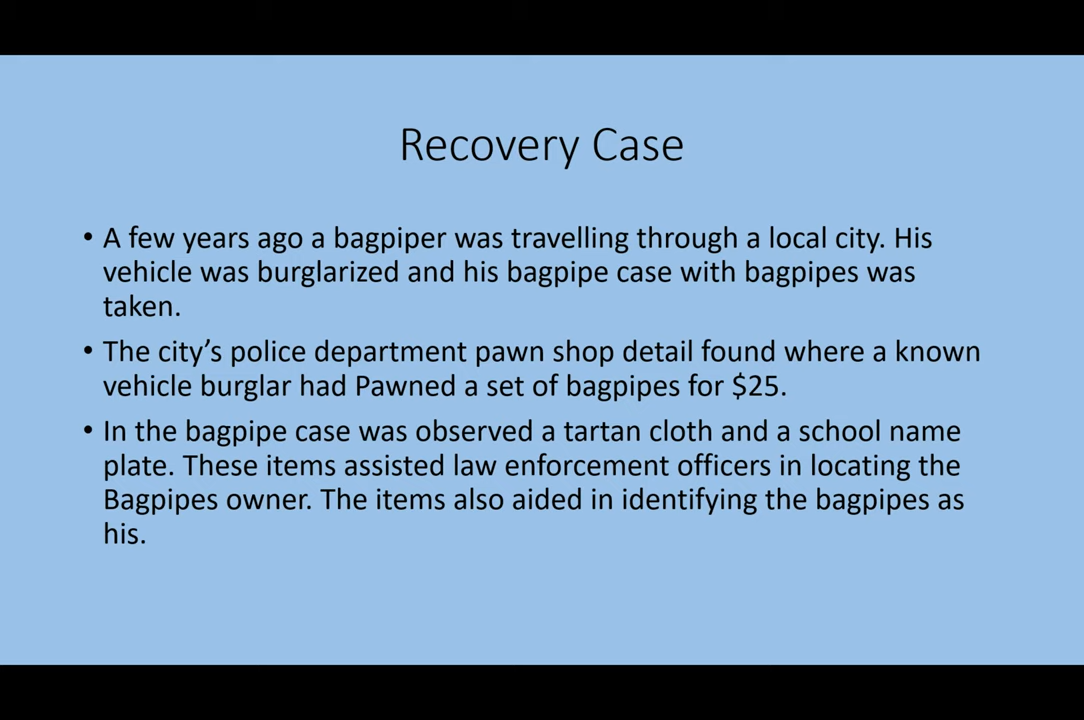 Recovery Case
• A few years ago a bagpiper was travelling through a local city. His
vehicle was burglarized and his bagpipe case with bagpipes was
taken.
• The city’s police department pawn shop detail found where a known
vehicle burglar had Pawned a set of bagpipes for $25.
• In the bagpipe case was observed a tartan cloth and a school name
plate. These items assisted law enforcement officers in locating the
Bagpipes owner. The items also aided in identifying the bagpipes as
his.